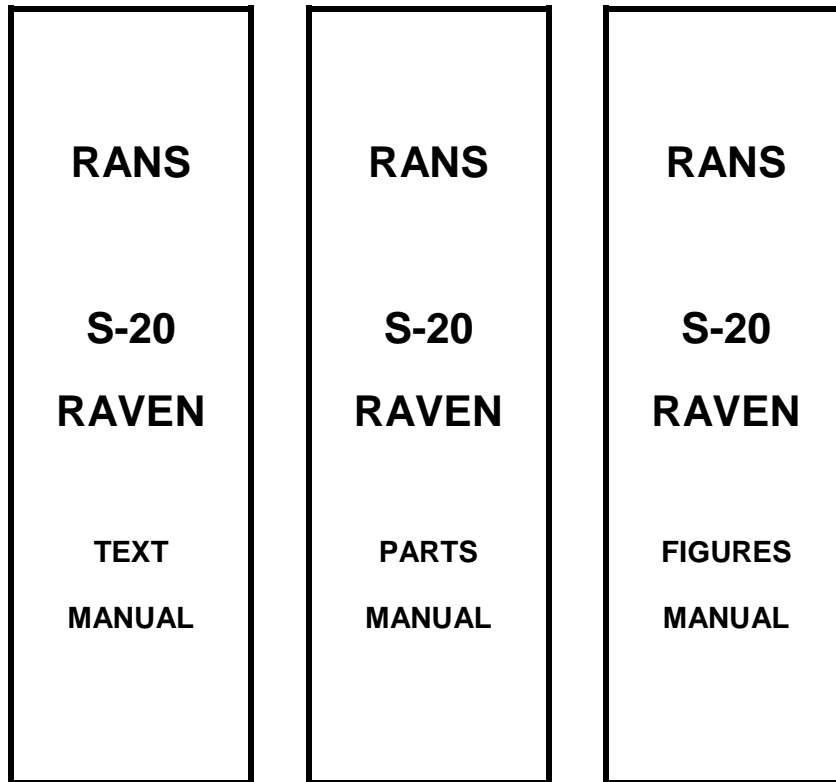 RANS
S-20
RAVEN
TEXT
MANUAL
RANS
S-20
RAVEN
PARTS
MANUAL
RANS
S-20
RAVEN
FIGURES
MANUAL